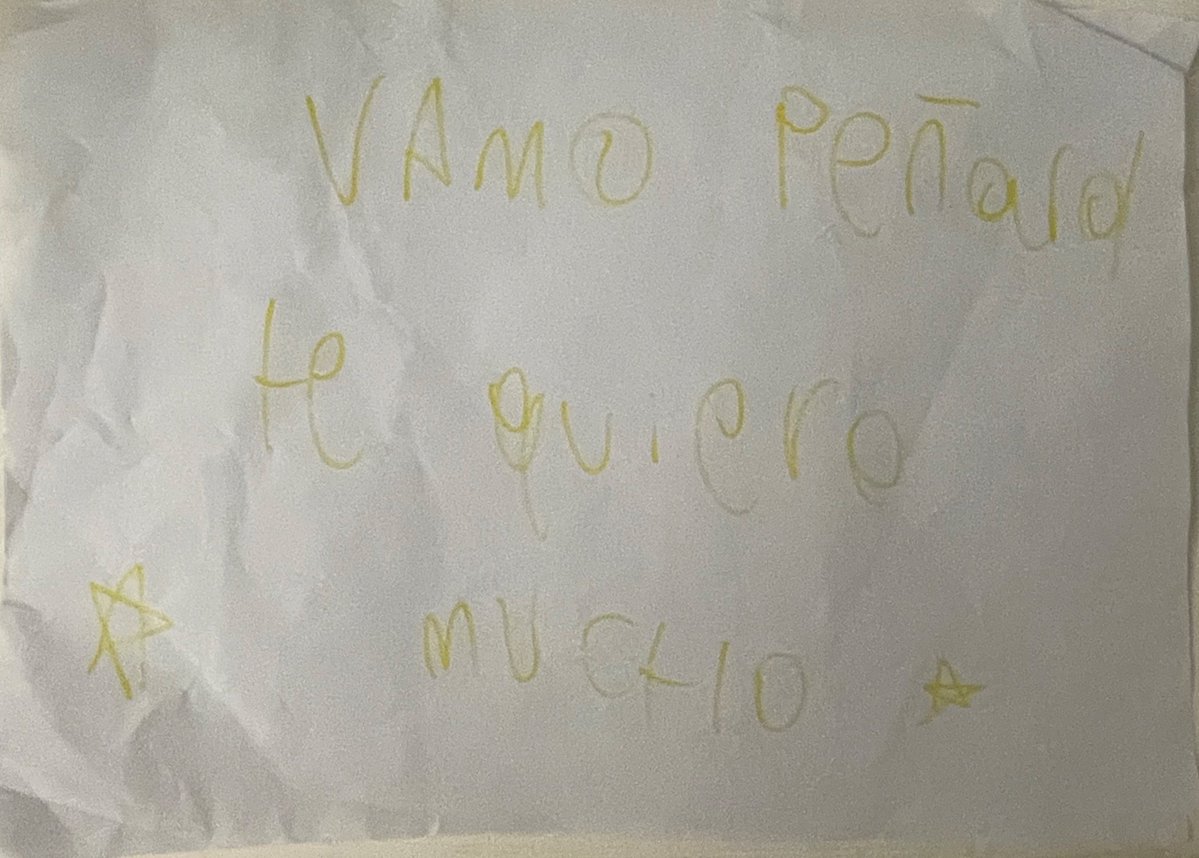 VAMO Peñarol
te quiero
MUCHO